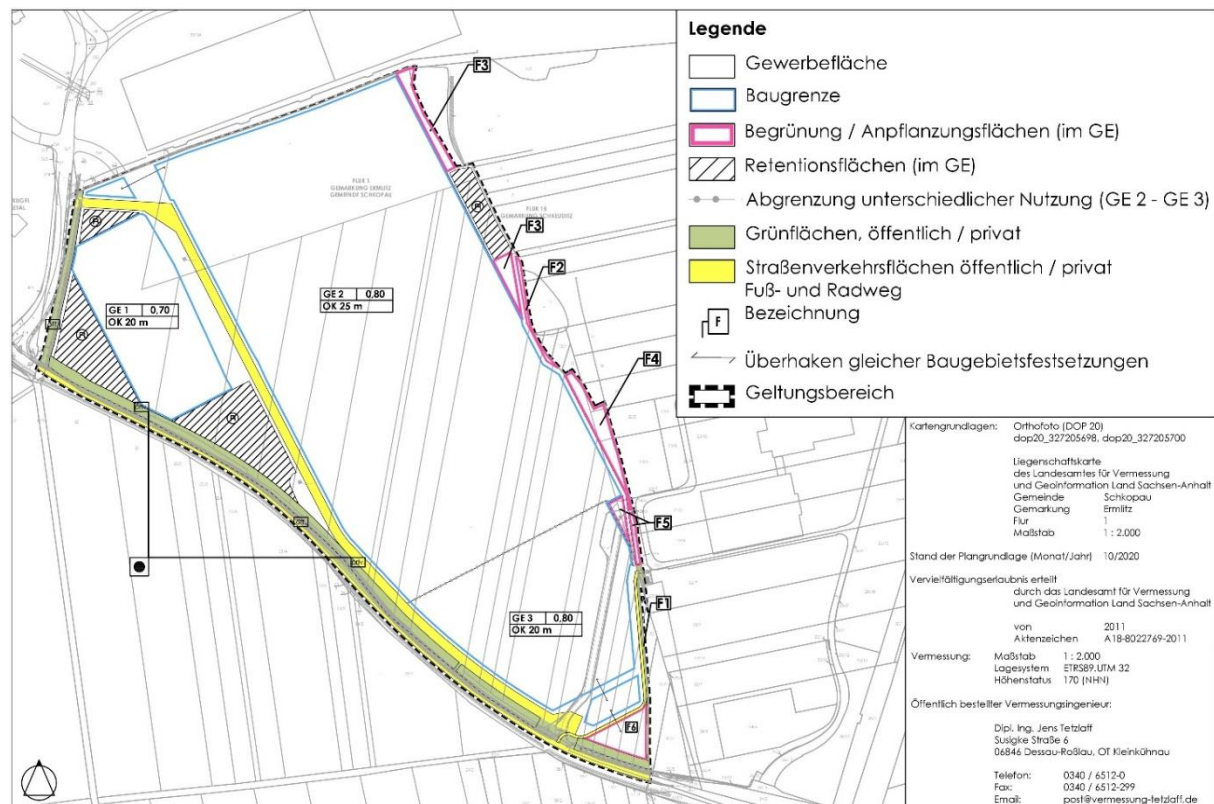 Legende
Gewerbefläche
Baugrenze
Begrünung / Anpflanzungsflächen (im GE)
Retentionsflächen (im GE)
Abgrenzung unterschiedlicher Nutzung (GE 2 - GE 3)
Grünflächen, öffentlich / privat
Straßenverkehrsflächen öffentlich / privat
Fuß- und Radweg
F Bezeichnung
Überhaken gleicher Baugebietsfestsetzungen
Geltungsbereich
F3
FLUR 1
GEMARKUNG ERMLITZ
GEMEINDE SCHKOPAU
FLUR 18
GEMARKUNG SCHKEUDITZ
R
F3
F2
R
GE 2 0,80
OK 25 m
GE 1 0,70
OK 20 m
R
F4
R
F5
GE 3 0,80
OK 20 m
F1
F6
Kartengrundlagen: Orthofoto (DOP 20)
dop20_327205698, dop20_327205700
Liegenschaftskarte
des Landesamtes für Vermessung
und Geoinformation Land Sachsen-Anhalt
Gemeinde Schkopau
Gemarkung Ermlitz
Flur 1
Maßstab 1 : 2.000
Stand der Plangrundlage (Monat/Jahr) 10/2020
Vervielfältigungserlaubnis erteilt
durch das Landesamt für Vermessung
und Geoinformation Land Sachsen-Anhalt
von 2011
Aktenzeichen A18-8022769-2011
Vermessung: Maßstab 1 : 2.000
Lagesystem ETRS89.UTM 32
Höhenstatus 170 (NHN)
Öffentlich bestellter Vermessungsingenieur:
Dipl. Ing. Jens Tetzlaff
Susigke Straße 6
06846 Dessau-Roßlau, OT Kleinkühnau
Telefon: 0340 / 6512-0
Fax: 0340 / 6512-299
Email: post@vermessung-tetzlaff.de